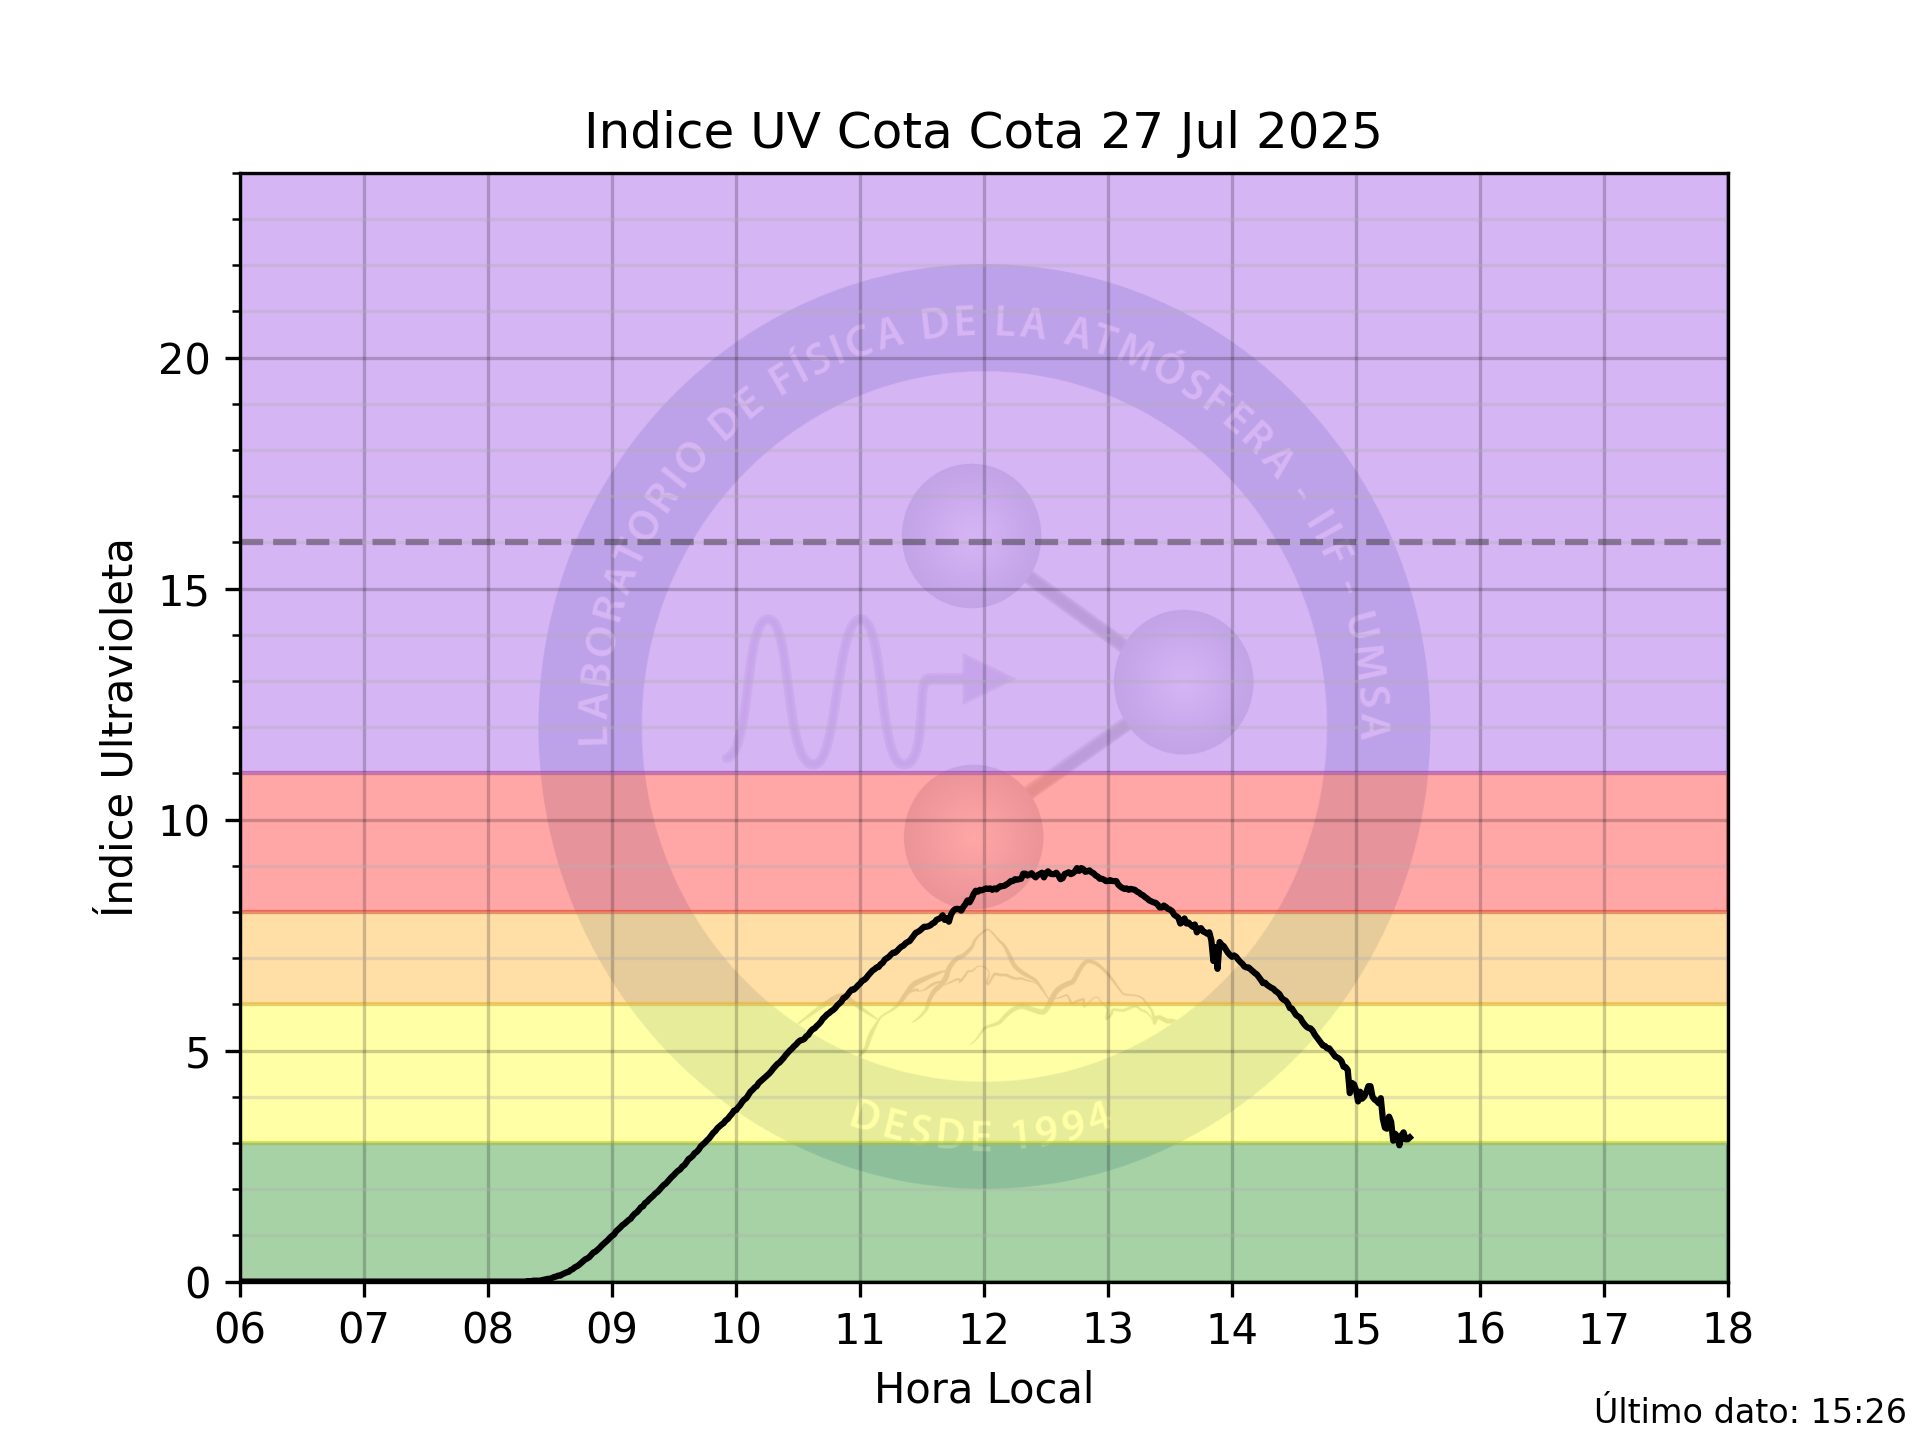 Indice UV Cota Cota 27 Jul 2025
LABORATORIO DE FÍSICA DE LA ATMÓSFERA - IIF - UMSA
DESDE 1994
Índice Ultravioleta
20
15
10
5
0
06 07 08 09 10 11 12 13 14 15 16 17 18
Hora Local
Último dato: 15:26